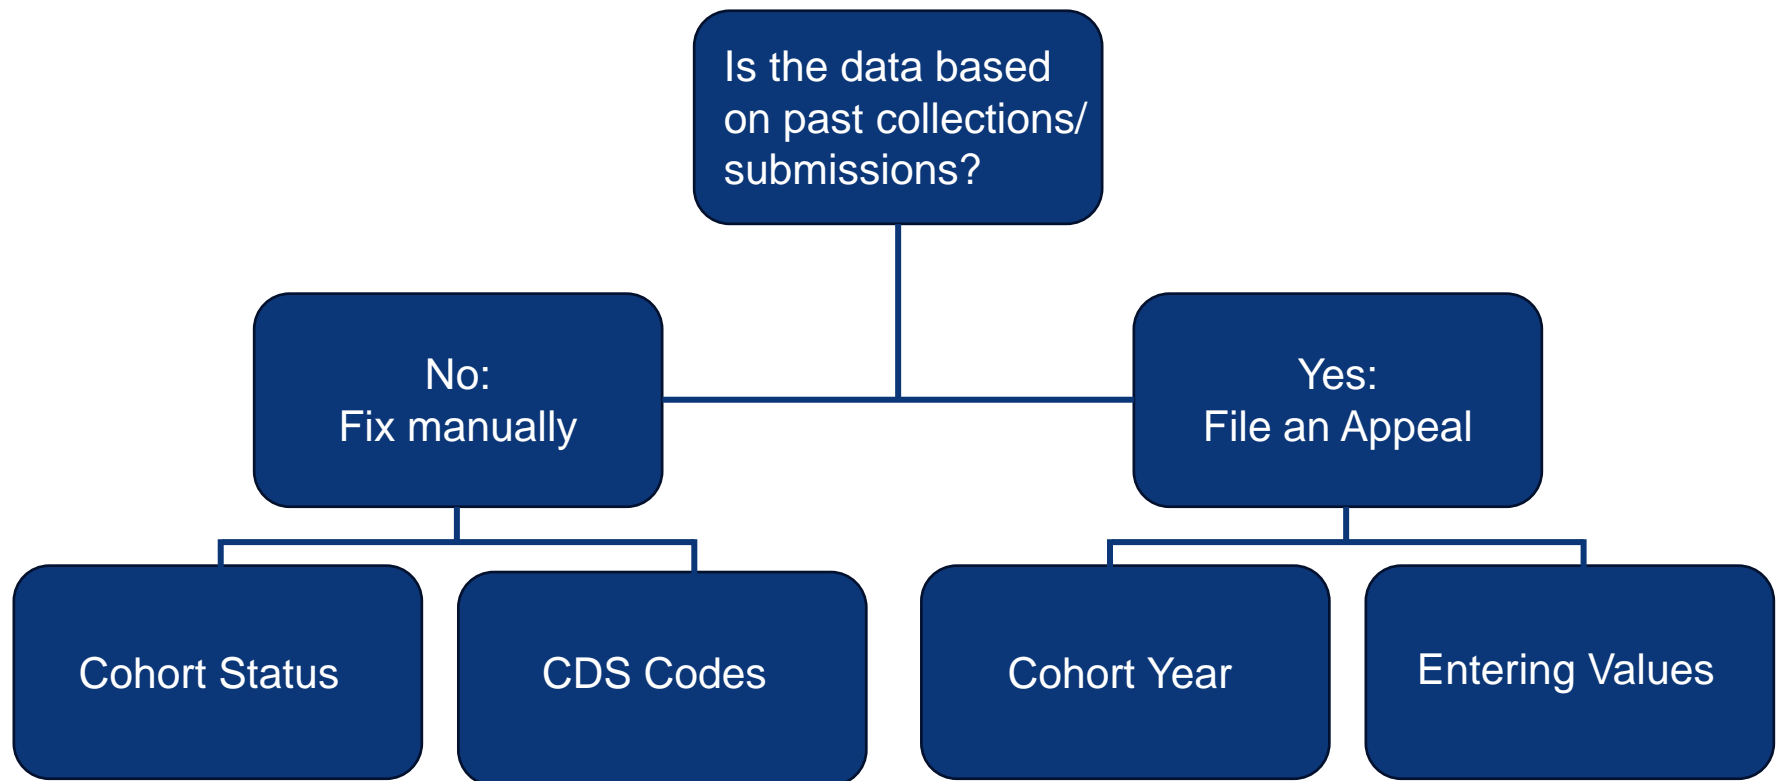 Is the data based
on past collections/
submissions?
No:
Fix manually
Yes:
File an Appeal
Cohort Status
CDS Codes
Cohort Year
Entering Values